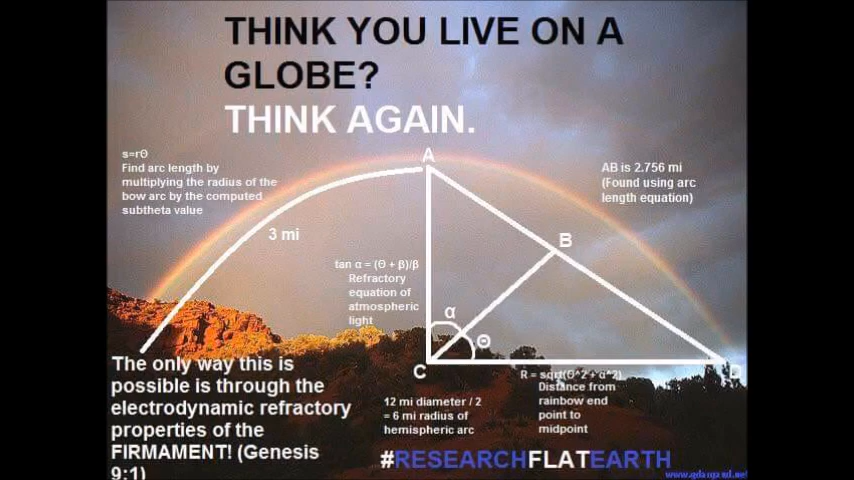 THINK YOU LIVE ON A
GLOBE?
THINK AGAIN.
s=rΘ
Find arc length by
multiplying the radius of the
bow arc by the computed
subtheta value
A
AB is 2.756 mi
(Found using arc
length equation)
3 mi
B
tan α = (Θ + β)/β
Refractory
equation of
atmospheric
light
α
Θ
C
D
The only way this is
possible is through the
electrodynamic refractory
properties of the
FIRMAMENT! (Genesis
9:1)
12 mi diameter / 2
= 6 mi radius of
hemispheric arc
R = sqrt(Θ^2 + α^2)
Distance from
rainbow end
point to
midpoint
#RESEARCHFLATEARTH